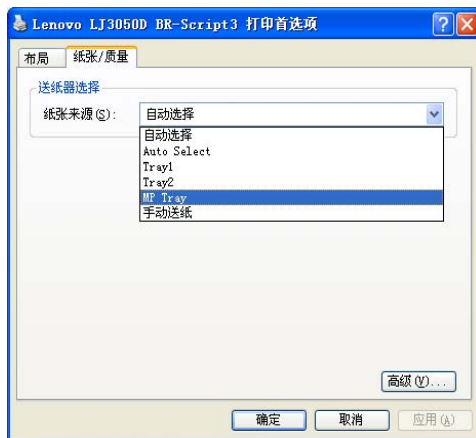 Lenovo LJ3050D BR-Script3 打印首选项
布局 纸张/质量
送纸器选择
纸张来源(S): 自动选择
自动选择
Auto Select
Tray1
Tray2
MP Tray
手动送纸
高级(V)...
确定 取消 应用(A)